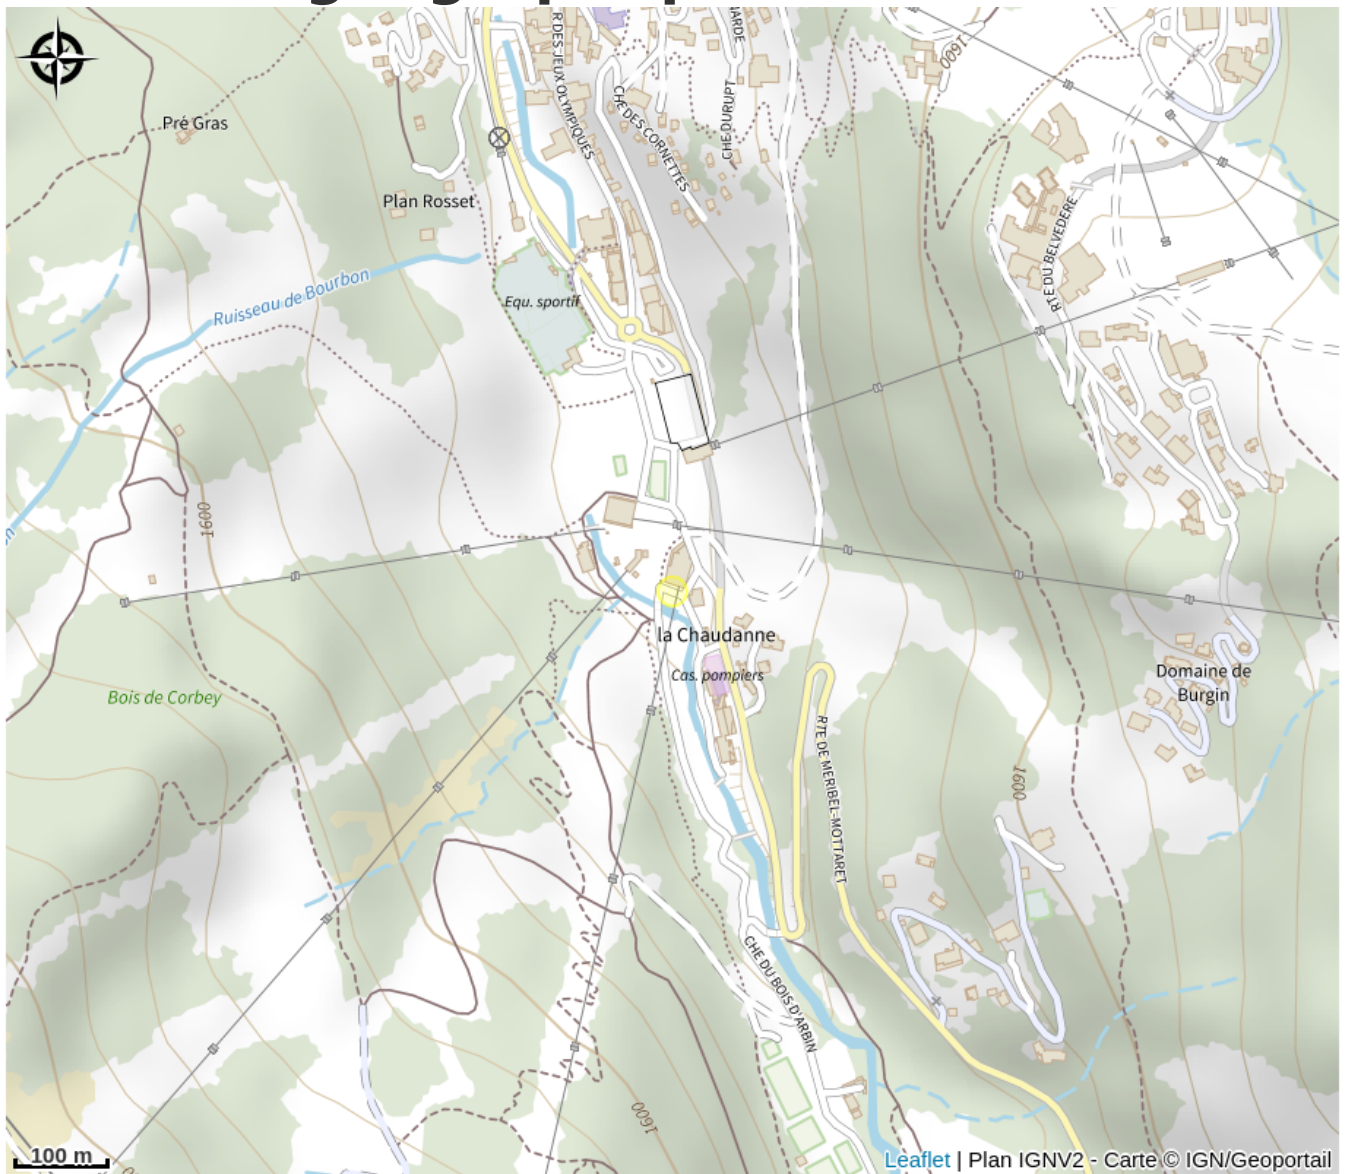 R DES JEUX OLYMPIQUES
CHE DES CORNETTES
CHE DURUPT
NARDE
1600
Pré Gras
Plan Rosset
RTE DU BELVEDERE
Ruisseau de Bourbon
Equ. sportif
1600
la Chaudanne
Cas. pompiers
Domaine de
Burgin
Bois de Corbey
RTE DE MERIBEL-MOTTARET
1600
CHE DU BOIS D'ARBIN
1600
100 m
Leaflet | Plan IGNV2 - Carte © IGN/Geoportail